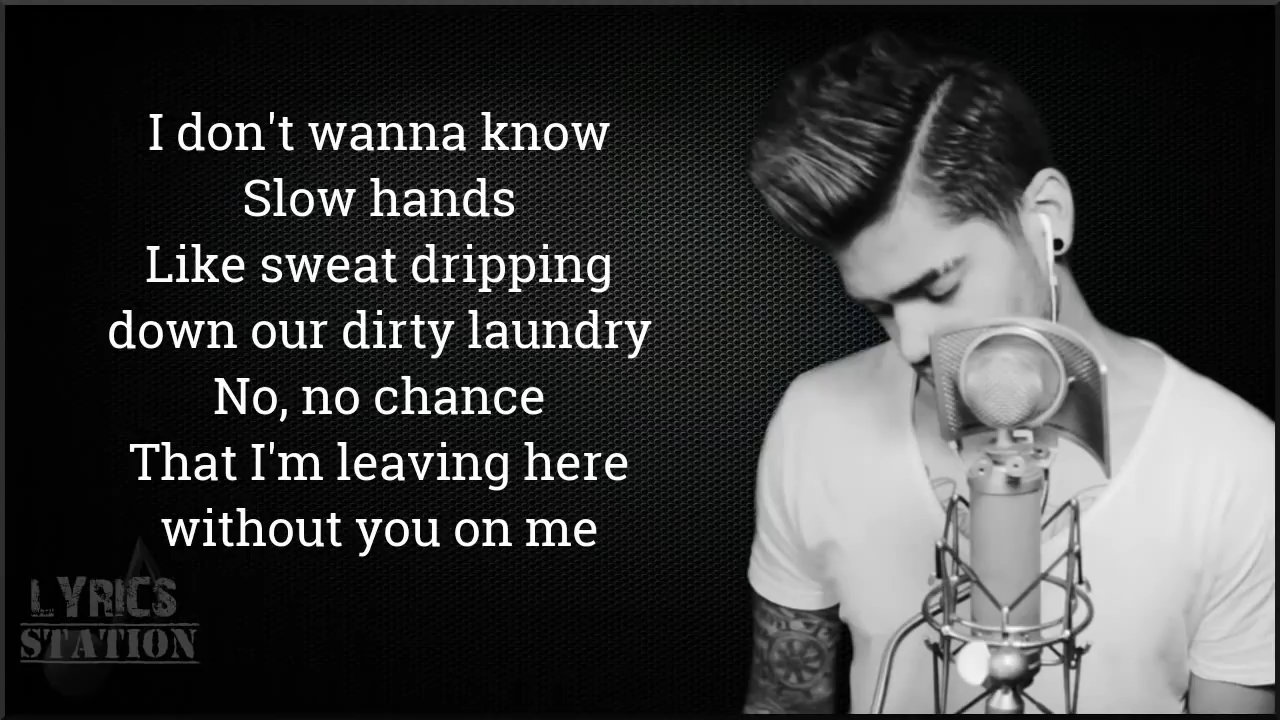 I don't wanna know
Slow hands
Like sweat dripping
down our dirty laundry
No, no chance
That I'm leaving here
without you on me
LYRICS
STATION